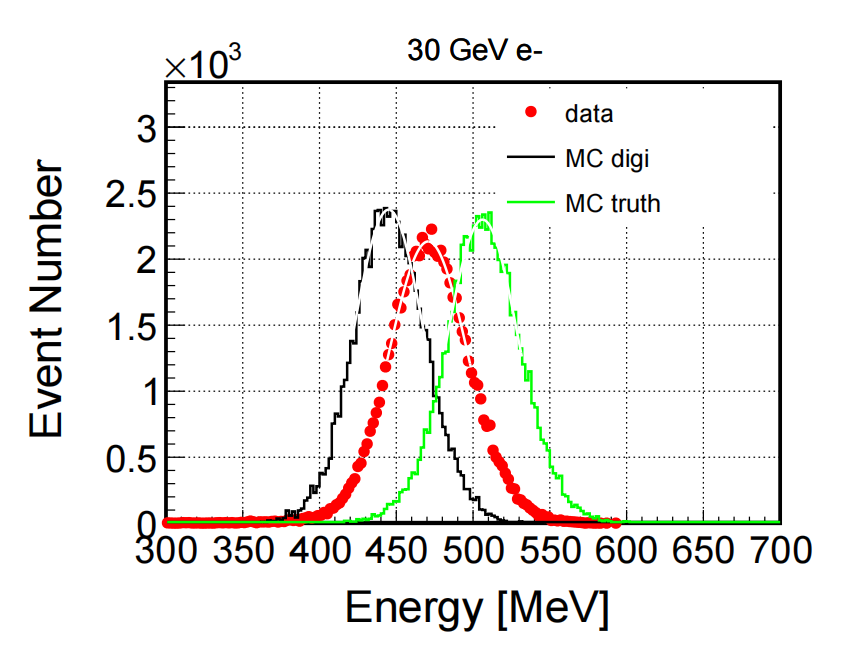 30 GeV e-
×10³
3
2.5
2
1.5
1
0.5
0
data
MC digi
MC truth
Event Number
300 350 400 450 500 550 600 650 700
Energy [MeV]